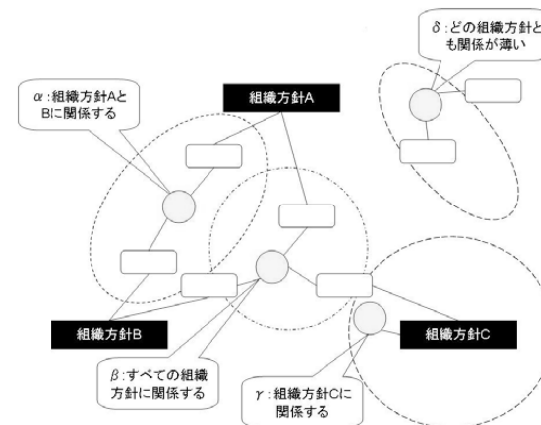 δ:どの組織方針と
も関係が薄い
α:組織方針Aと
Bに関係する
組織方針A
組織方針B
組織方針C
β:すべての組織
方針に関係する
γ:組織方針Cに
関係する